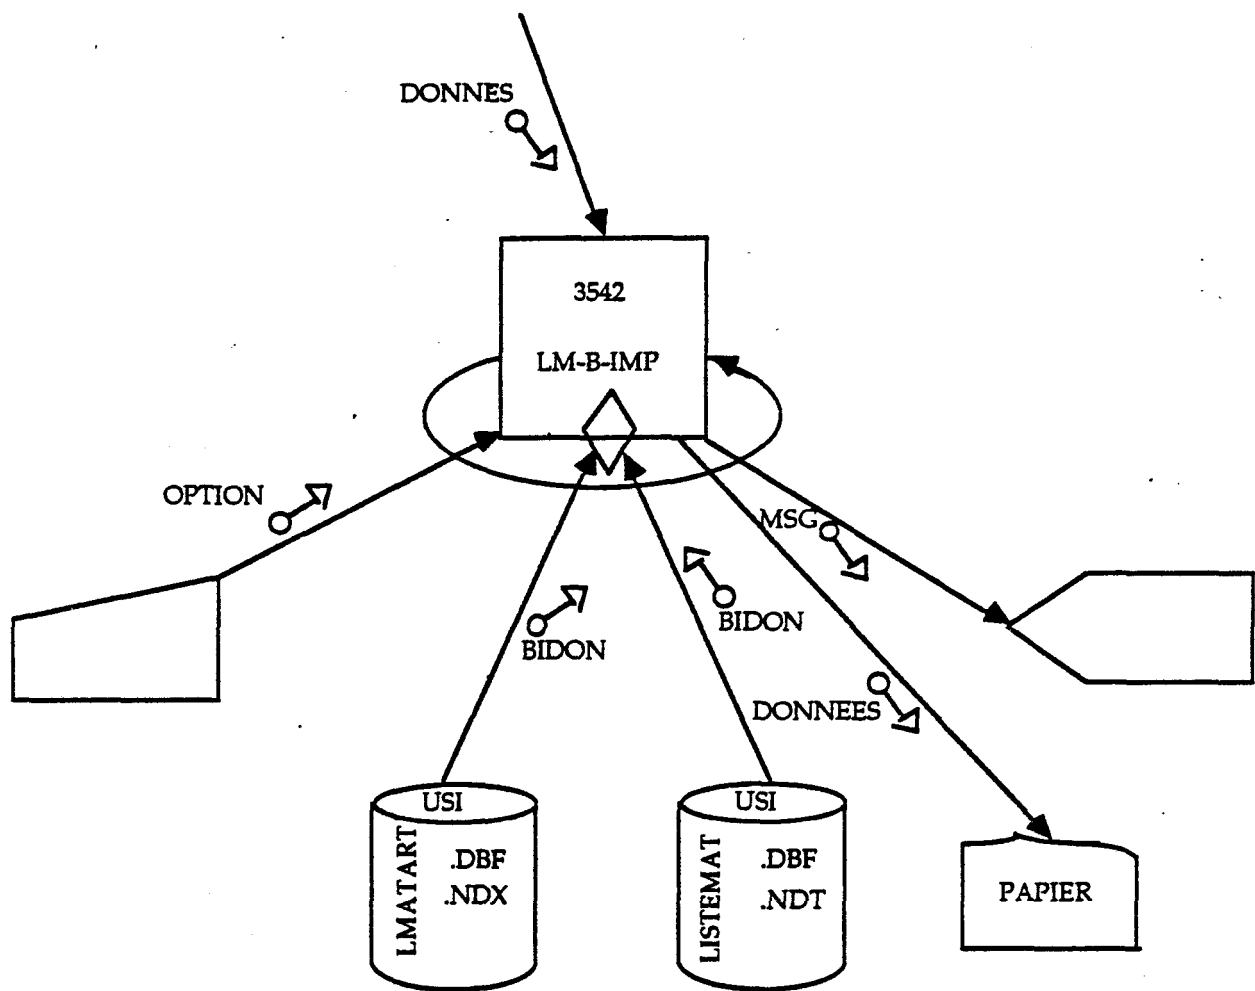 DONNES
3542
LM-B-IMP
OPTION
MSG
BIDON
BIDON
DONNEES
USI
LMATART
.DBF
.NDX
USI
LISTEMAT
.DBF
.NDT
PAPIER